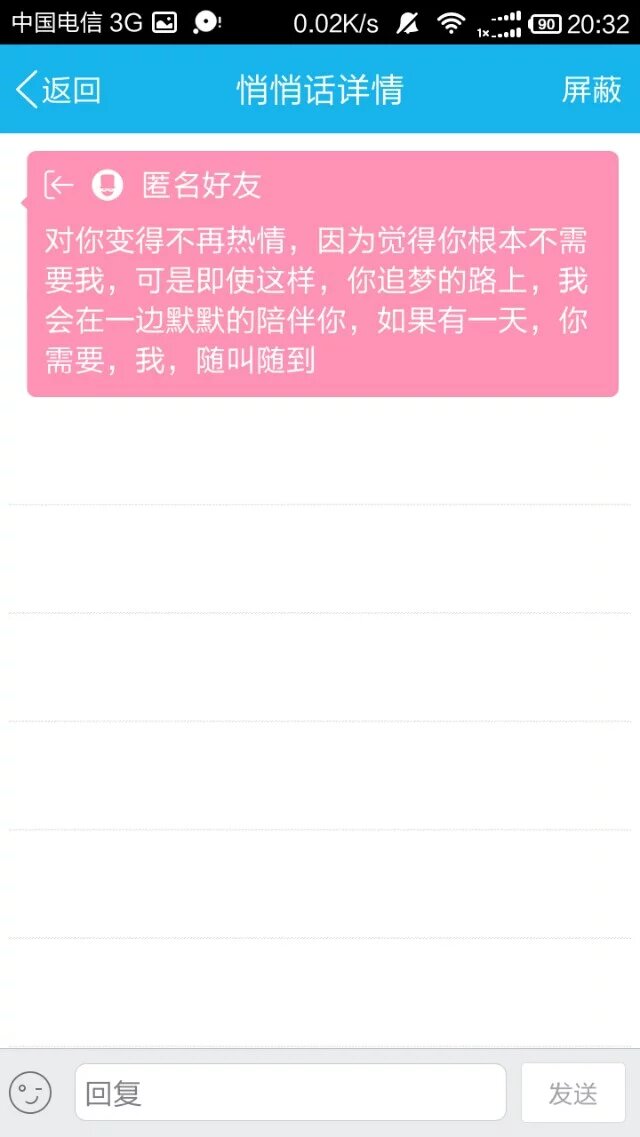 中国电信 3G 0.02K/s 1x 90 20:32
返回 悄悄话详情 屏蔽
匿名好友
对你变得不再热情，因为觉得你根本不需
要我，可是即使这样，你追梦的路上，我
会在一边默默的陪伴你，如果有一天，你
需要，我，随叫随到
回复 发送